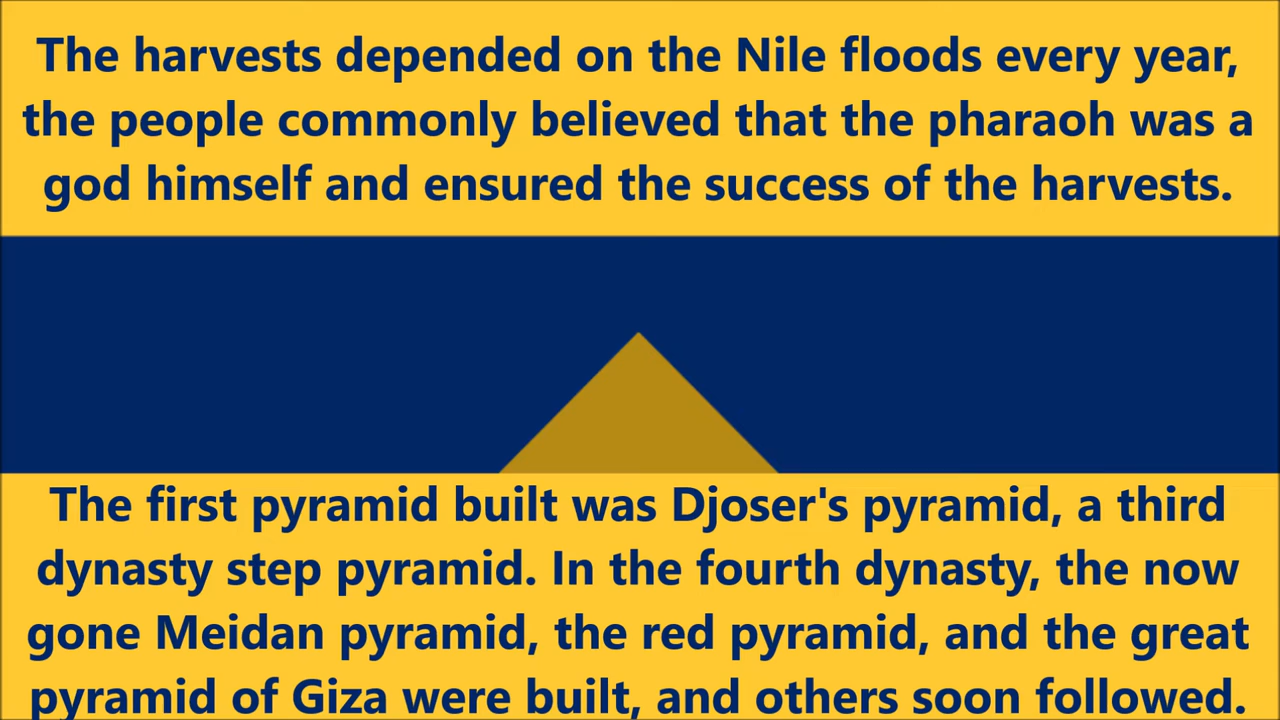 The harvests depended on the Nile floods every year,
the people commonly believed that the pharaoh was a
god himself and ensured the success of the harvests.
The first pyramid built was Djoser's pyramid, a third
dynasty step pyramid. In the fourth dynasty, the now
gone Meidan pyramid, the red pyramid, and the great
pyramid of Giza were built, and others soon followed.